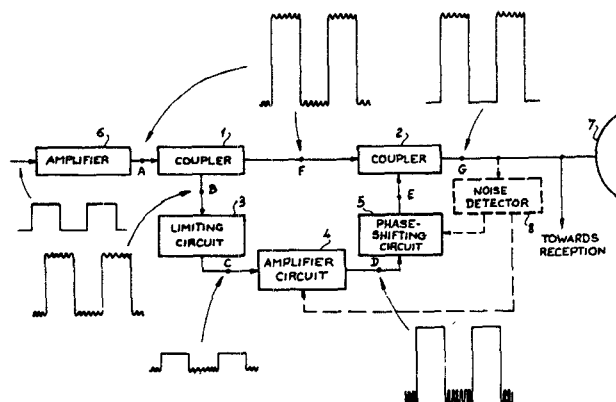 6
AMPLIFIER
A
1
COUPLER
F
2
COUPLER
G
7
B
E
3
LIMITING
CIRCUIT
C
4
AMPLIFIER
CIRCUIT
D
5
PHASE-
SHIFTING
CIRCUIT
NOISE
DETECTOR
8
TOWARDS
RECEPTION